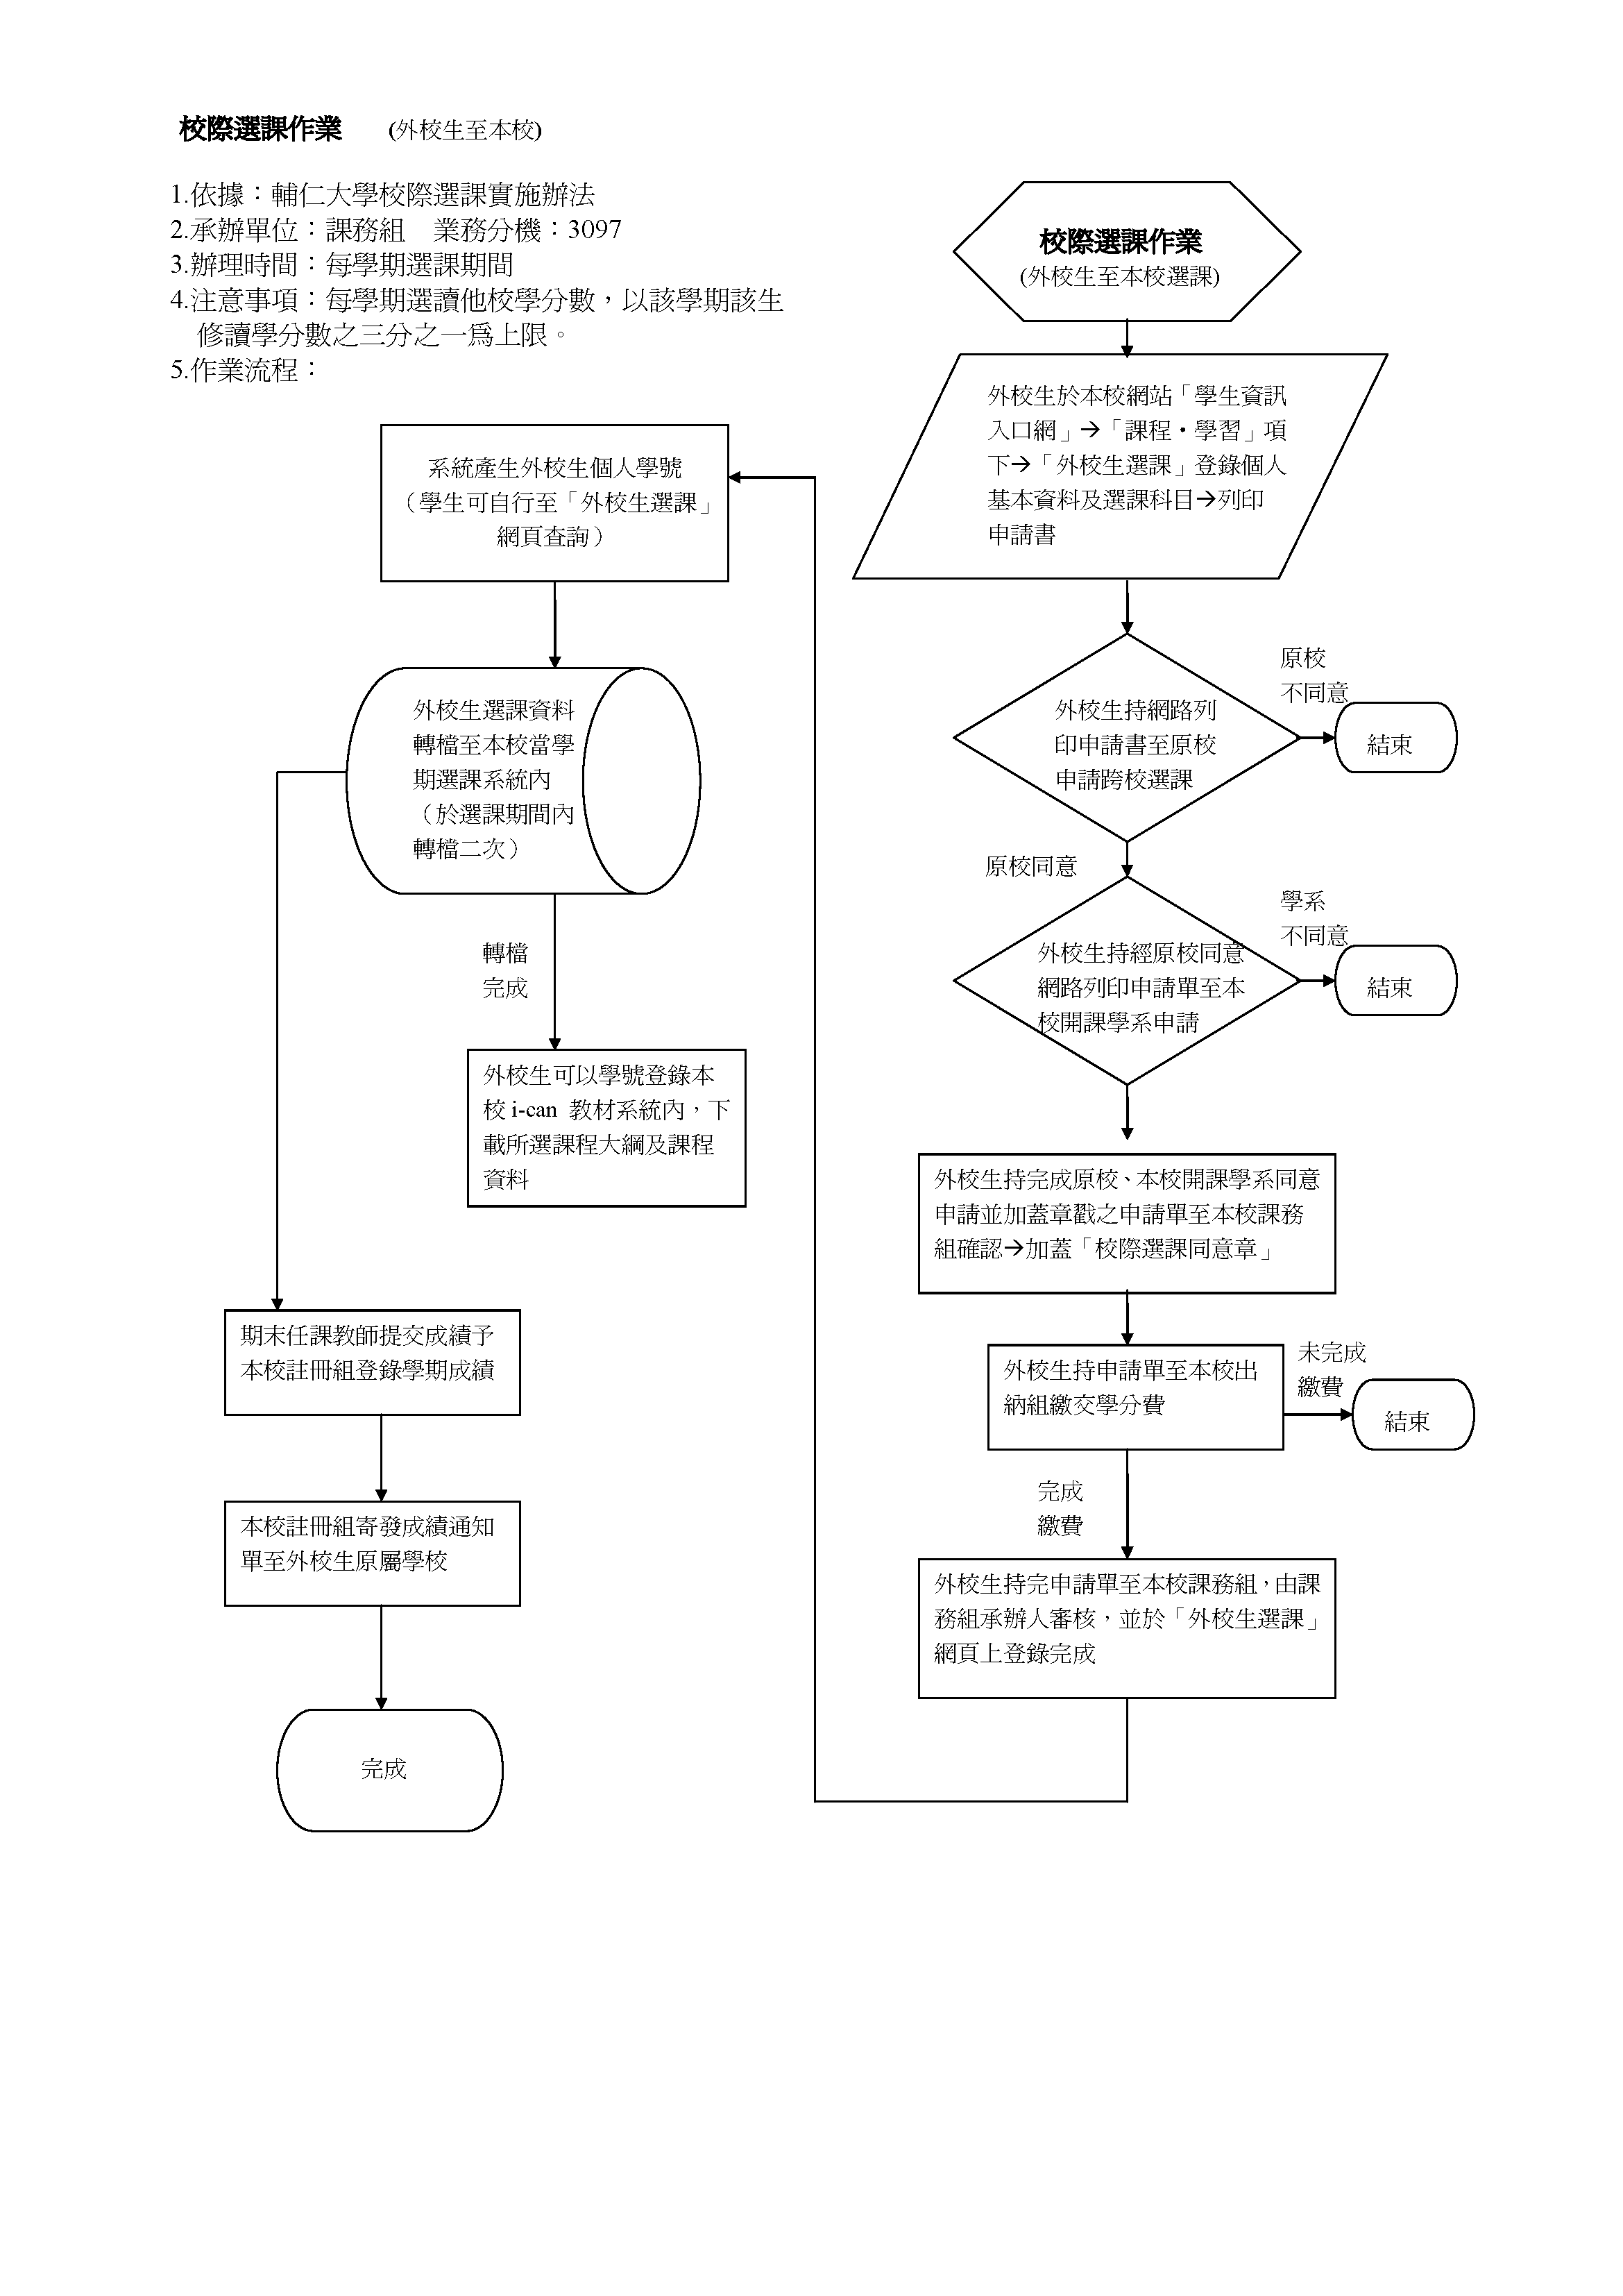 校際選課作業 (外校生至本校)
1.依據：輔仁大學校際選課實施辦法
2.承辦單位：課務組 業務分機：3097
3.辦理時間：每學期選課期間
4.注意事項：每學期選讀他校學分數，以該學期該生
修讀學分數之三分之一為上限。
5.作業流程：
校際選課作業
(外校生至本校選課)
外校生於本校網站「學生資訊
入口網」→「課程‧學習」項
下→「外校生選課」登錄個人
基本資料及選課科目→列印
申請書
外校生持網路列
印申請書至原校
申請跨校選課
原校
不同意
結束
原校同意
外校生持經原校同意
網路列印申請單至本
校開課學系申請
學系
不同意
結束
外校生持完成原校、本校開課學系同意
申請並加蓋章戳之申請單至本校課務
組確認→加蓋「校際選課同意章」
外校生持申請單至本校出
納組繳交學分費
未完成
繳費
結束
完成
繳費
外校生持完申請單至本校課務組，由課
務組承辦人審核，並於「外校生選課」
網頁上登錄完成
系統產生外校生個人學號
（學生可自行至「外校生選課」
網頁查詢）
外校生選課資料
轉檔至本校當學
期選課系統內
（於選課期間內
轉檔二次）
轉檔
完成
外校生可以學號登錄本
校 i-can 教材系統內，下
載所選課程大綱及課程
資料
期末任課教師提交成績予
本校註冊組登錄學期成績
本校註冊組寄發成績通知
單至外校生原屬學校
完成